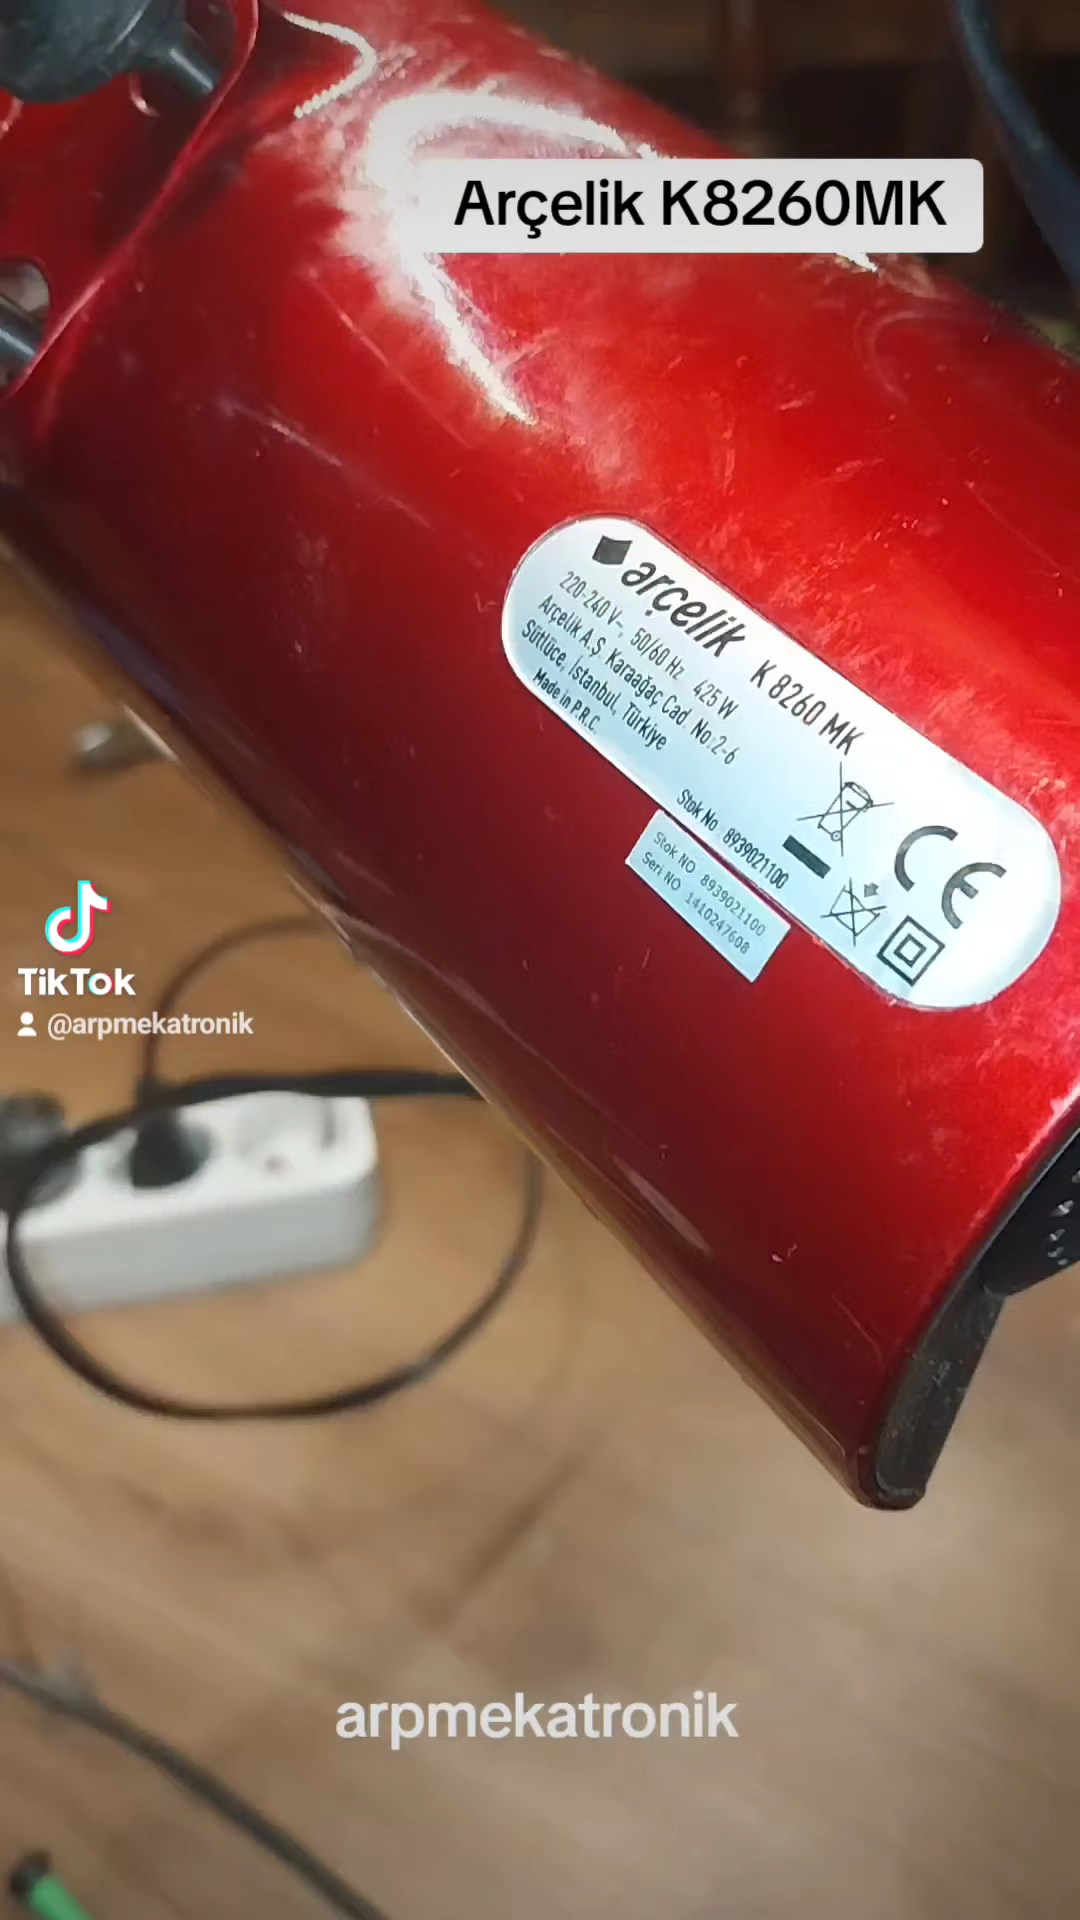 Arçelik K8260MK
arçelik K 8260 MK
220-240 V~, 50/60 Hz 425 W
Arçelik A.Ş. Karaağaç Cad. No:2-6
Sütlüce, İstanbul, Türkiye
Made in P.R.C.
Stok No 8939021100
CE
Stok NO 8939021100
Seri NO 1410247608
TikTok
@arpmekatronik
arpmekatronik